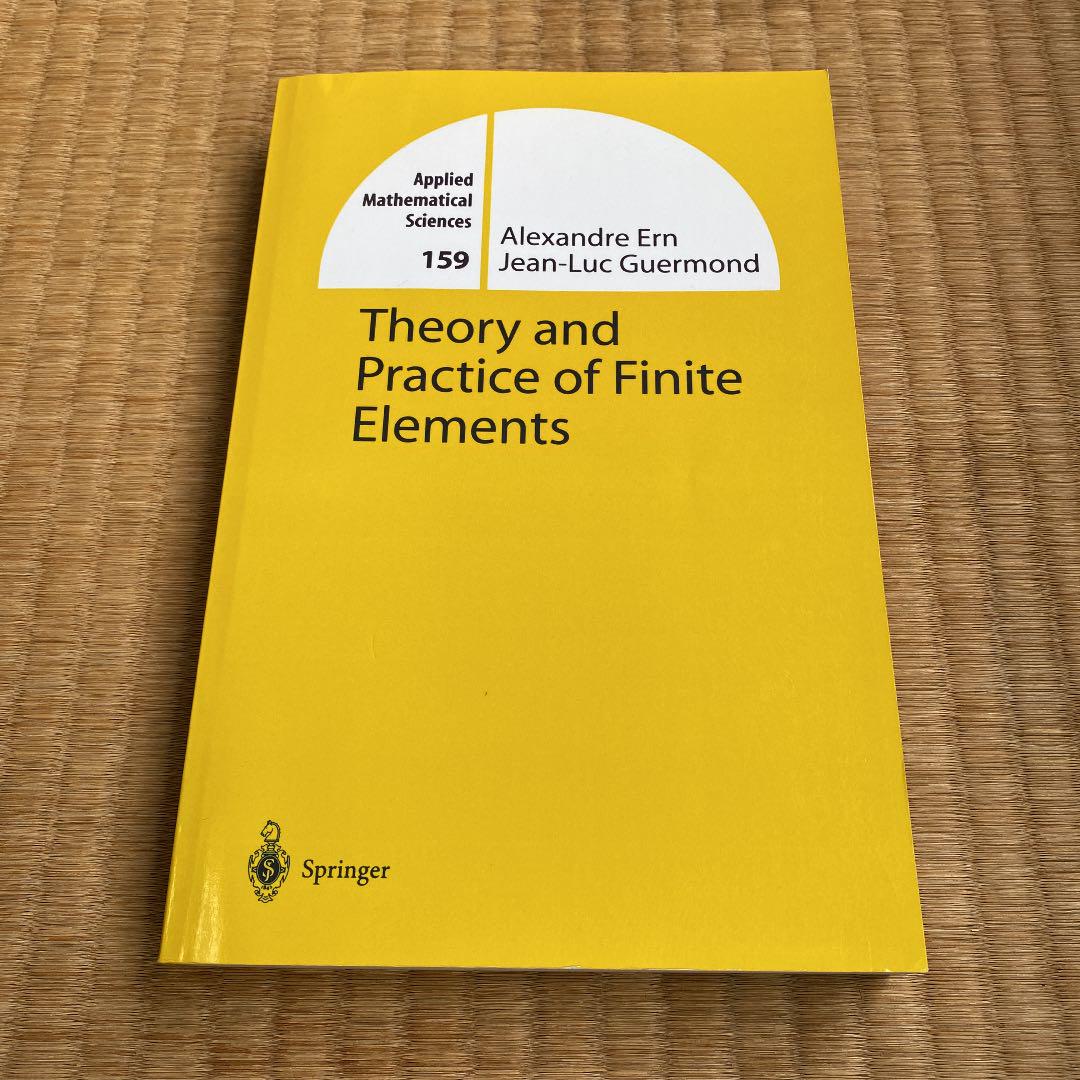 Applied
Mathematical
Sciences
159
Alexandre Ern
Jean-Luc Guermond
Theory and
Practice of Finite
Elements
Springer